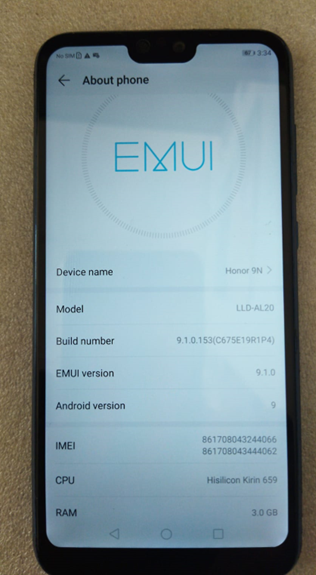 No SIM 3:34
About phone
EMUI
Device name Honor 9N
Model LLD-AL20
Build number 9.1.0.153(C675E19R1P4)
EMUI version 9.1.0
Android version 9
IMEI 861708043244066
861708043444062
CPU Hisilicon Kirin 659
RAM 3.0 GB